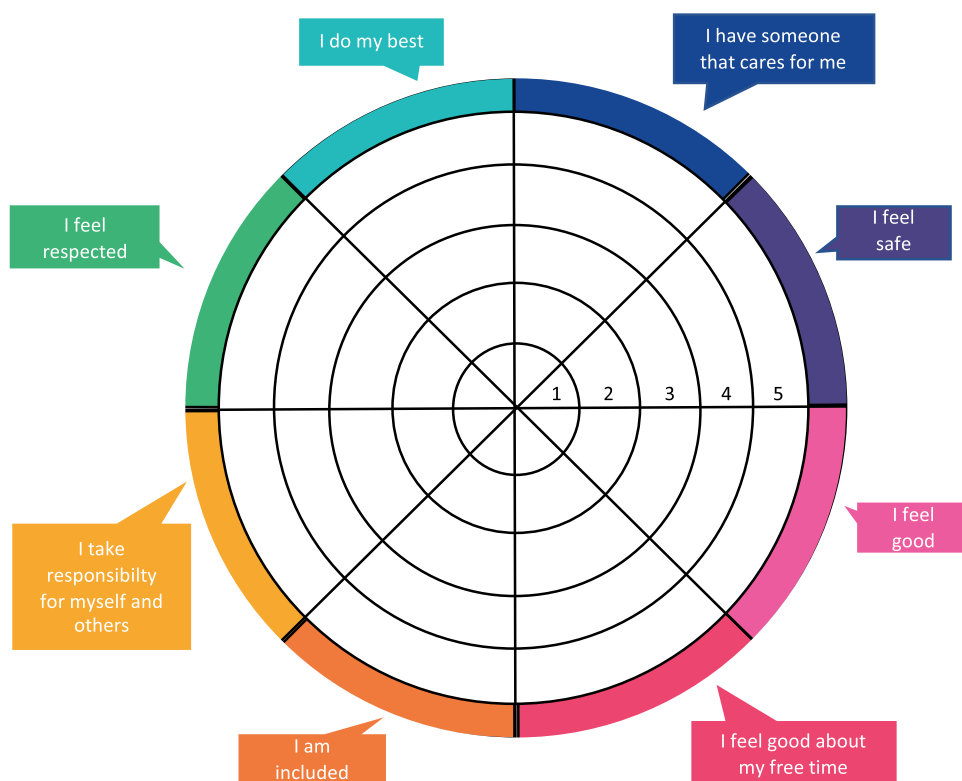 I do my best
I have someone
that cares for me
I feel
respected
I feel
safe
1 2 3 4 5
I feel
good
I take
responsibilty
for myself and
others
I am
included
I feel good about
my free time